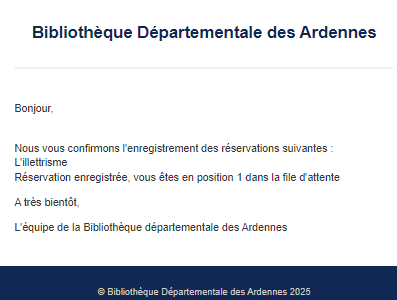 Bibliothèque Départementale des Ardennes
Bonjour,
Nous vous confirmons l'enregistrement des réservations suivantes :
L'illettrisme
Réservation enregistrée, vous êtes en position 1 dans la file d'attente
A très bientôt,
L'équipe de la Bibliothèque départementale des Ardennes
© Bibliothèque Départementale des Ardennes 2025